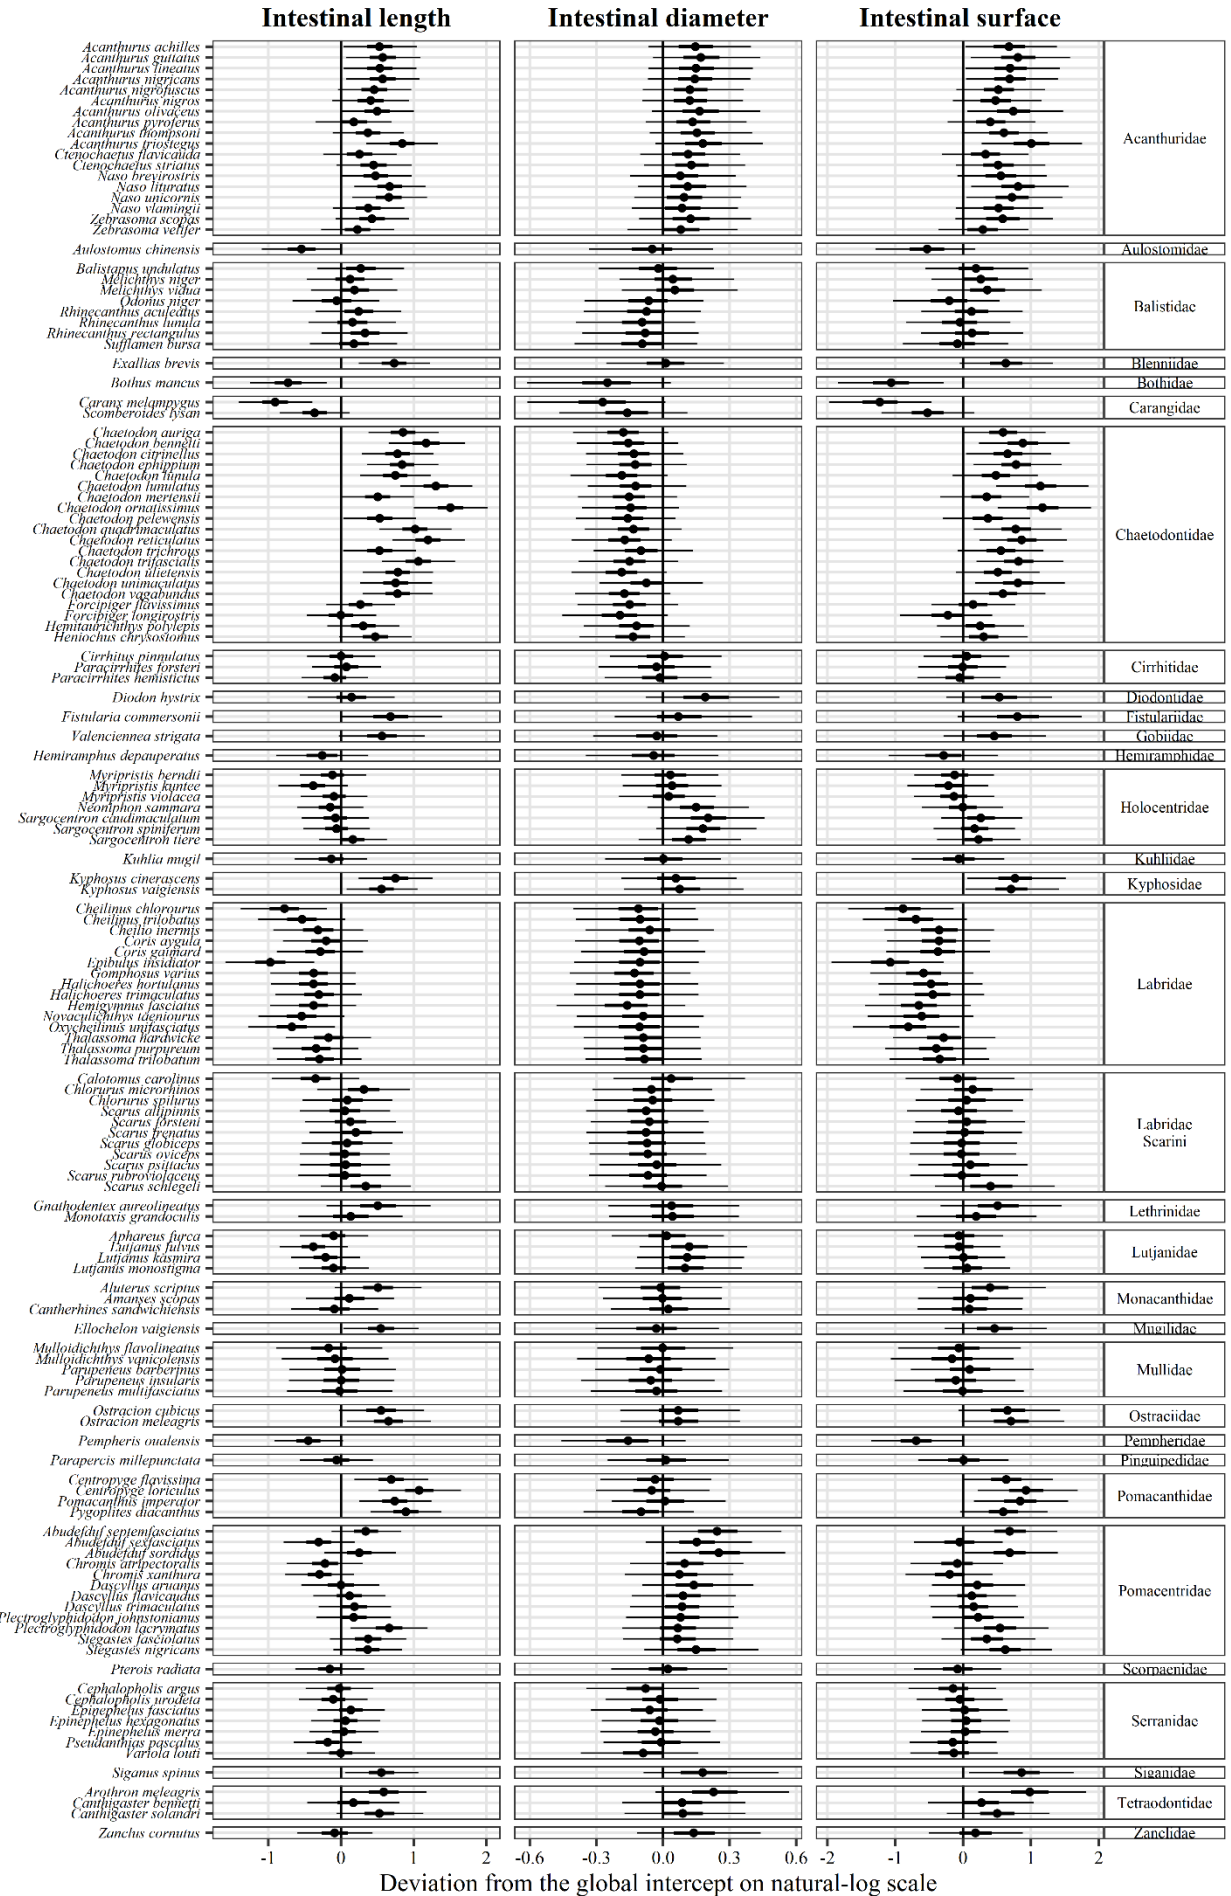 Intestinal length Intestinal diameter Intestinal surface
Acanthurus achilles
Acanthurus guttatus
Acanthurus lineatus
Acanthurus nigricans
Acanthurus nigrofuscus
Acanthurus nigros
Acanthurus olivaceus
Acanthurus pyroferus
Acanthurus thompsoni
Acanthurus triostegus
Ctenochaetus flavicauda
Ctenochaetus striatus
Naso brevirostris
Naso lituratus
Naso unicornis
Naso vlamingii
Zebrasoma scopas
Zebrasoma velifer
Acanthuridae
Aulostomus chinensis
Aulostomidae
Balistapus undulatus
Melichthys niger
Melichthys vidua
Odonus niger
Rhinecanthus aculeatus
Rhinecanthus lunula
Rhinecanthus rectangulus
Sufflamen bursa
Balistidae
Exallias brevis
Blenniidae
Bothus mancus
Bothidae
Caranx melampygus
Scomberoides lysan
Carangidae
Chaetodon auriga
Chaetodon bennetti
Chaetodon citrinellus
Chaetodon ephippium
Chaetodon lunula
Chaetodon lunulatus
Chaetodon mertensii
Chaetodon ornatissimus
Chaetodon pelewensis
Chaetodon quadrimaculatus
Chaetodon reticulatus
Chaetodon trichrous
Chaetodon trifascialis
Chaetodon ulietensis
Chaetodon unimaculatus
Chaetodon vagabundus
Forcipiger flavissimus
Forcipiger longirostris
Hemitaurichthys polylepis
Heniochus chrysostomus
Chaetodontidae
Cirrhitus pinnulatus
Paracirrhites forsteri
Paracirrhites hemistictus
Cirrhitidae
Diodon hystrix
Diodontidae
Fistularia commersonii
Fistulariidae
Valenciennea strigata
Gobiidae
Hemiramphus depauperatus
Hemiramphidae
Myripristis berndti
Myripristis kuntee
Myripristis violacea
Neoniphon sammara
Sargocentron caudimaculatum
Sargocentron spiniferum
Sargocentron tiere
Holocentridae
Kuhlia mugil
Kuhliidae
Kyphosus cinerascens
Kyphosus vaigiensis
Kyphosidae
Cheilinus chlorourus
Cheilinus trilobatus
Cheilio inermis
Coris aygula
Coris gaimard
Epibulus insidiator
Gomphosus varius
Halichoeres hortulanus
Halichoeres trimaculatus
Hemigymnus fasciatus
Novaculichthys taeniourus
Oxycheilinus unifasciatus
Thalassoma hardwicke
Thalassoma purpureum
Thalassoma trilobatum
Labridae
Calotomus carolinus
Chlorurus microrhinos
Chlorurus spilurus
Scarus altipinnis
Scarus forsteni
Scarus frenatus
Scarus globiceps
Scarus oviceps
Scarus psittacus
Scarus rubroviolaceus
Scarus schlegeli
Labridae
Scarini
Gnathodentex aureolineatus
Monotaxis grandoculis
Lethrinidae
Aphareus furca
Lutjanus fulvus
Lutjanus kasmira
Lutjanus monostigma
Lutjanidae
Aluterus scriptus
Amanses scopas
Cantherhines sandwichiensis
Monacanthidae
Ellochelon vaigiensis
Mugilidae
Mulloidichthys flavolineatus
Mulloidichthys vanicolensis
Parupeneus barberinus
Parupeneus insularis
Parupeneus multifasciatus
Mullidae
Ostracion cubicus
Ostracion meleagris
Ostraciidae
Pempheris oualensis
Pempheridae
Parapercis millepunctata
Pinguipedidae
Centropyge flavissima
Centropyge loriculus
Pomacanthus imperator
Pygoplites diacanthus
Pomacanthidae
Abudefduf septemfasciatus
Abudefduf sexfasciatus
Abudefduf sordidus
Chromis atripectoralis
Chromis xanthura
Dascyllus aruanus
Dascyllus flavicaudus
Dascyllus trimaculatus
Plectroglyphidodon johnstonianus
Plectroglyphidodon lacrymatus
Stegastes fasciolatus
Stegastes nigricans
Pomacentridae
Pterois radiata
Scorpaenidae
Cephalopholis argus
Cephalopholis urodeta
Epinephelus fasciatus
Epinephelus hexagonatus
Epinephelus merra
Pseudanthias pascalus
Variola louti
Serranidae
Siganus spinus
Siganidae
Arothron meleagris
Canthigaster bennetti
Canthigaster solandri
Tetraodontidae
Zanclus cornutus
Zanclidae
-1 0 1 2 -0.6 -0.3 0.0 0.3 0.6 -2 -1 0 1 2
Deviation from the global intercept on natural-log scale